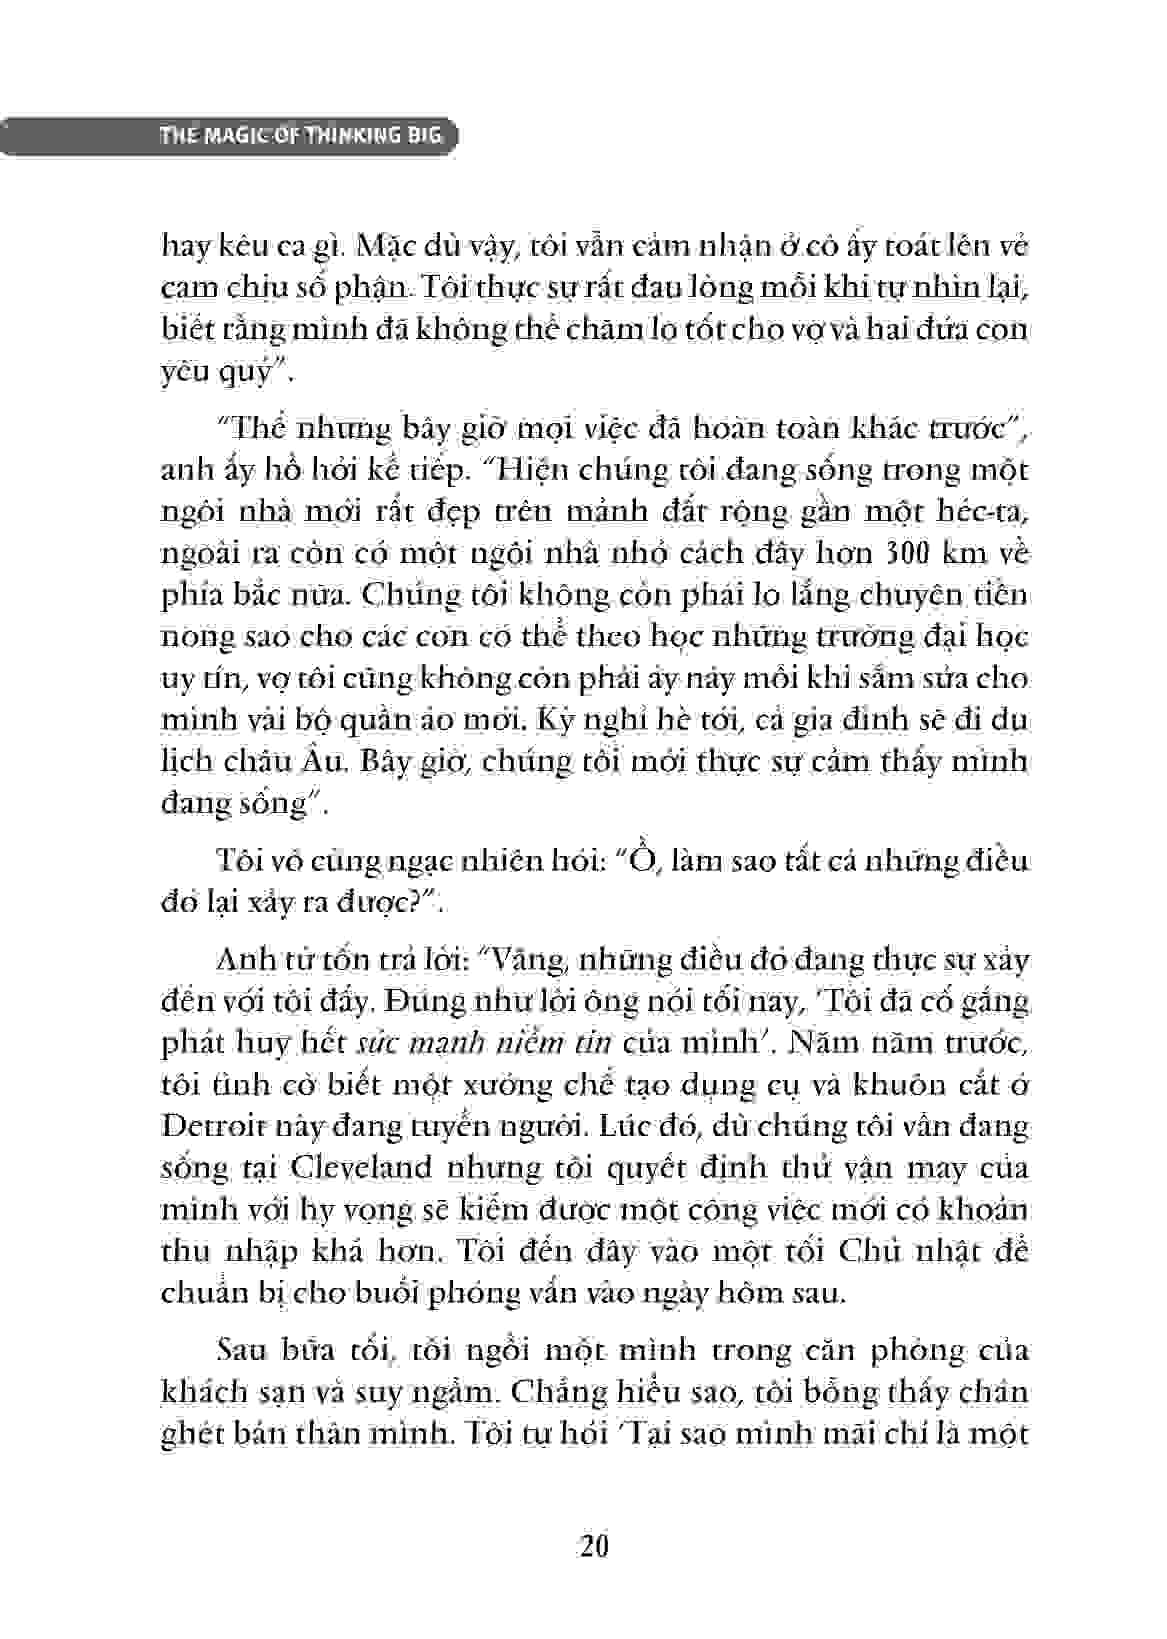 THE MAGIC OF THINKING BIG
hay kêu ca gì. Mặc dù vậy, tôi vẫn cảm nhận ở cô ấy toát lên vẻ
cam chịu số phận. Tôi thực sự rất đau lòng mỗi khi tự nhìn lại,
biết rằng mình đã không thể chăm lo tốt cho vợ và hai đứa con
yêu quý”.
“Thế nhưng bây giờ mọi việc đã hoàn toàn khác trước”,
anh ấy hồ hởi kể tiếp. “Hiện chúng tôi đang sống trong một
ngôi nhà mới rất đẹp trên mảnh đất rộng gần một héc-ta,
ngoài ra còn có một ngôi nhà nhỏ cách đây hơn 300 km về
phía bắc nữa. Chúng tôi không còn phải lo lắng chuyện tiền
nong sao cho các con có thể theo học những trường đại học
uy tín, vợ tôi cũng không còn phải áy náy mỗi khi sắm sửa cho
mình vài bộ quần áo mới. Kỳ nghỉ hè tới, cả gia đình sẽ đi du
lịch châu Âu. Bây giờ, chúng tôi mới thực sự cảm thấy mình
đang sống”.
Tôi vô cùng ngạc nhiên hỏi: “Ồ, làm sao tất cả những điều
đó lại xảy ra được?”.
Anh từ tốn trả lời: “Vâng, những điều đó đang thực sự xảy
đến với tôi đấy. Đúng như lời ông nói tối nay, ‘Tôi đã cố gắng
phát huy hết sức mạnh niềm tin của mình’. Năm năm trước,
tôi tình cờ biết một xưởng chế tạo dụng cụ và khuôn cắt ở
Detroit này đang tuyển người. Lúc đó, dù chúng tôi vẫn đang
sống tại Cleveland nhưng tôi quyết định thử vận may của
mình với hy vọng sẽ kiếm được một công việc mới có khoản
thu nhập khá hơn. Tôi đến đây vào một tối Chủ nhật để
chuẩn bị cho buổi phỏng vấn vào ngày hôm sau.
Sau bữa tối, tôi ngồi một mình trong căn phòng của
khách sạn và suy ngẫm. Chẳng hiểu sao, tôi bỗng thấy chán
ghét bản thân mình. Tôi tự hỏi ‘Tại sao mình mãi chỉ là một
20